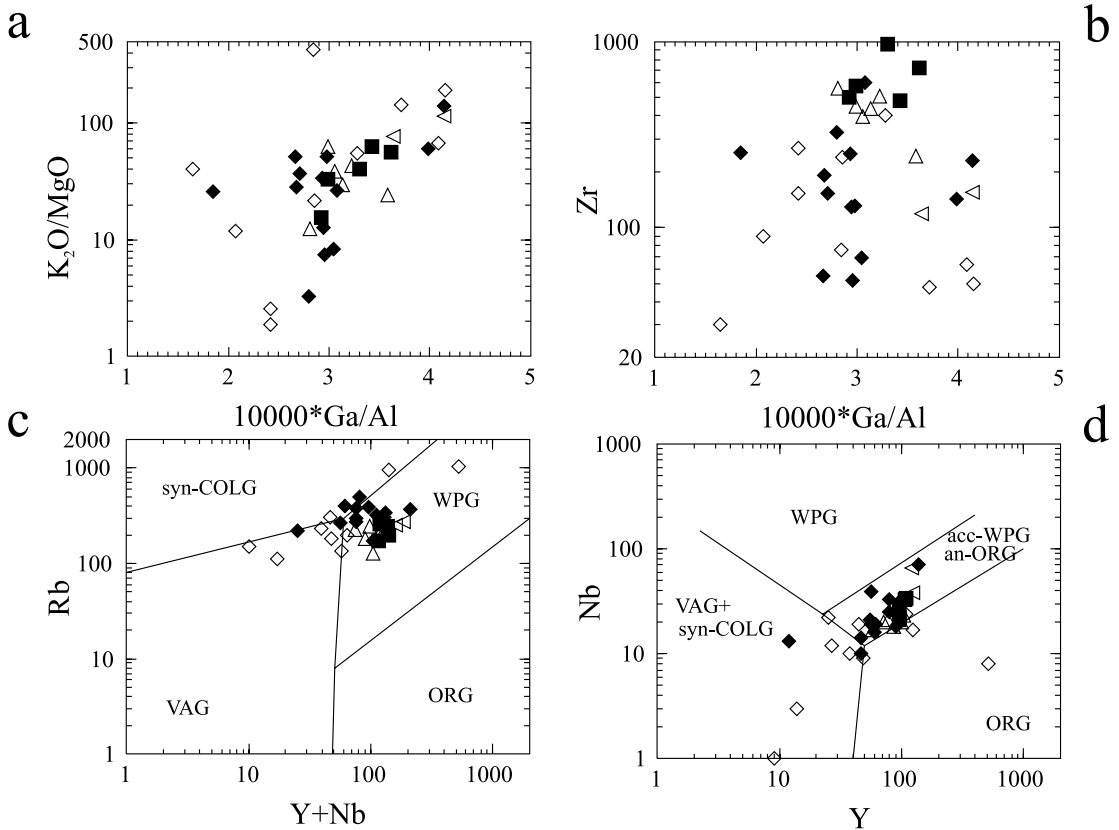 a
500
100
10
1
K₂O/MgO
1 2 3 4 5
10000*Ga/Al
b
1000
100
20
Zr
1 2 3 4 5
10000*Ga/Al
c
2000
1000
100
10
1
Rb
syn-COLG
WPG
VAG
ORG
1 10 100 1000
Y+Nb
d
1000
100
10
1
Nb
WPG
acc-WPG
an-ORG
VAG+
syn-COLG
ORG
1 10 100 1000
Y